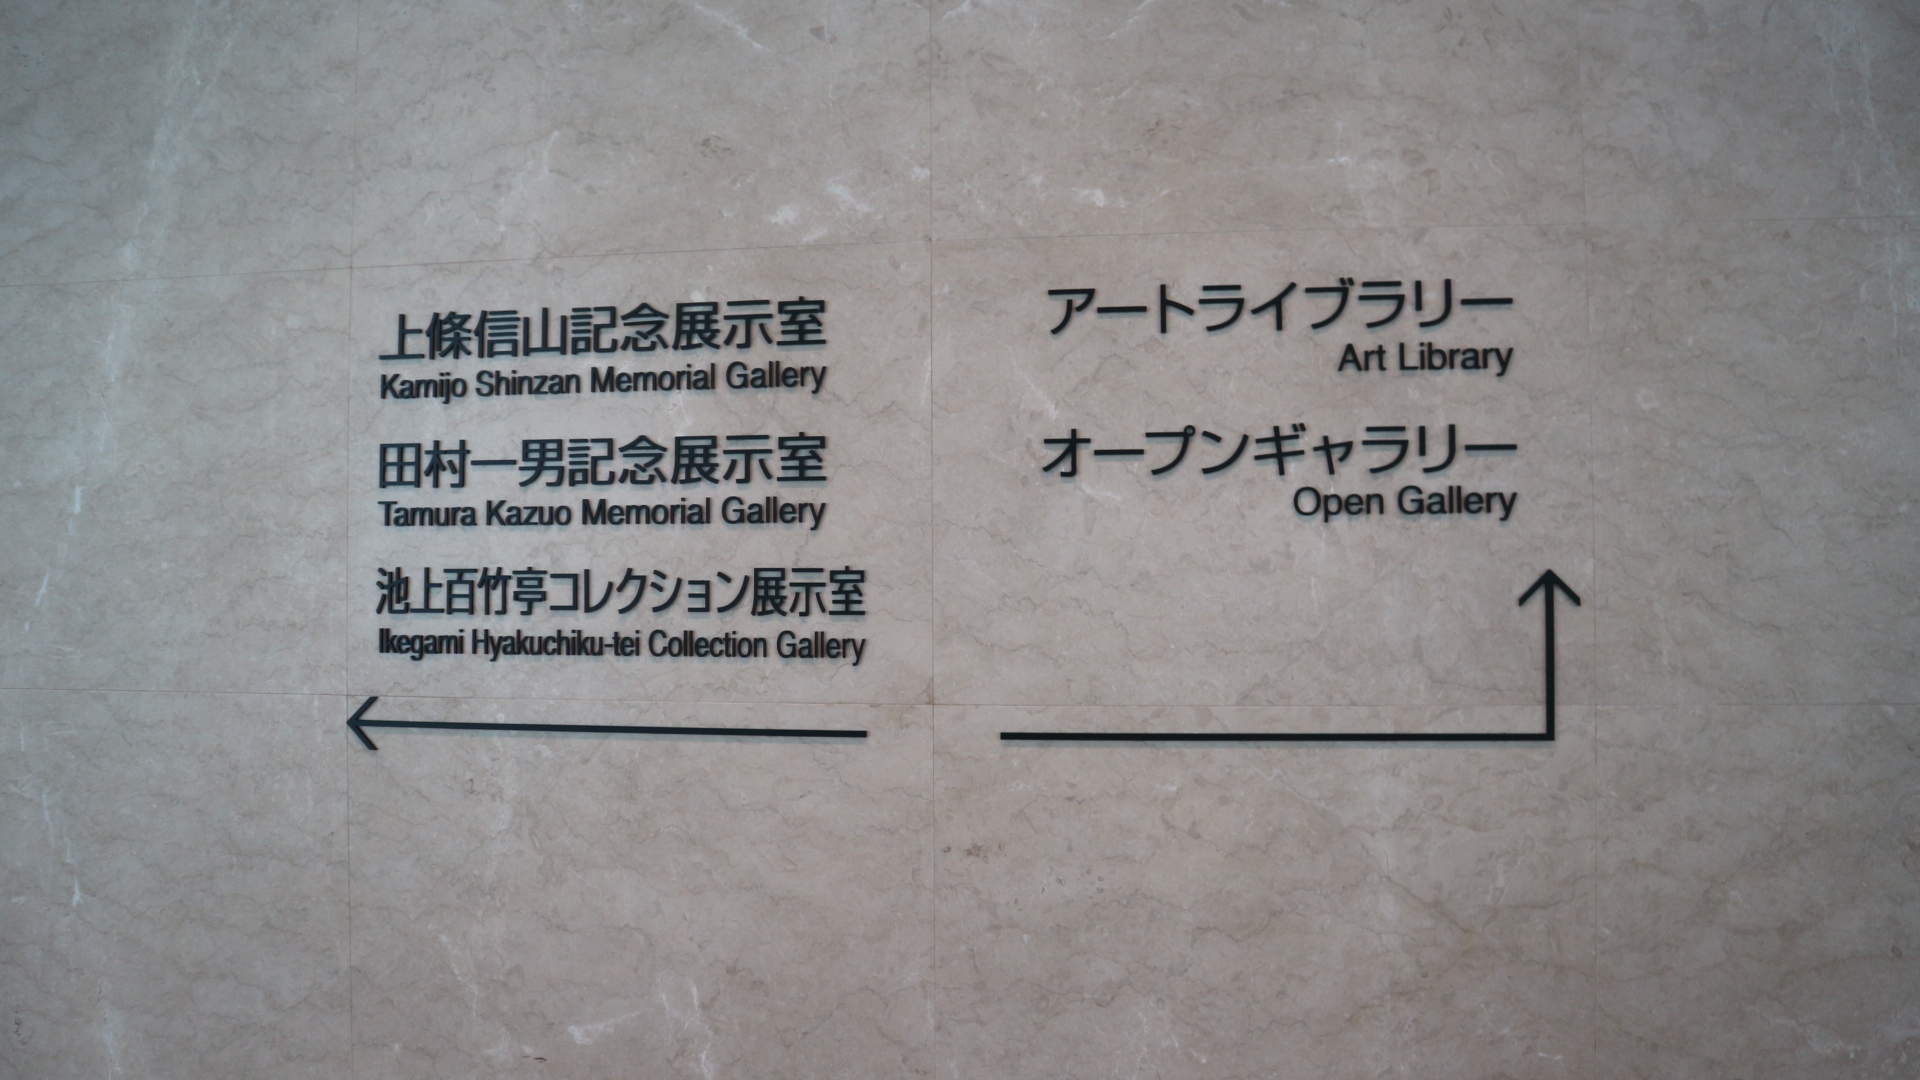 上條信山記念展示室
Kamijo Shinzan Memorial Gallery
田村一男記念展示室
Tamura Kazuo Memorial Gallery
池上百竹亭コレクション展示室
Ikegami Hyakuchiku-tei Collection Gallery
アートライブラリー
Art Library
オープンギャラリー
Open Gallery